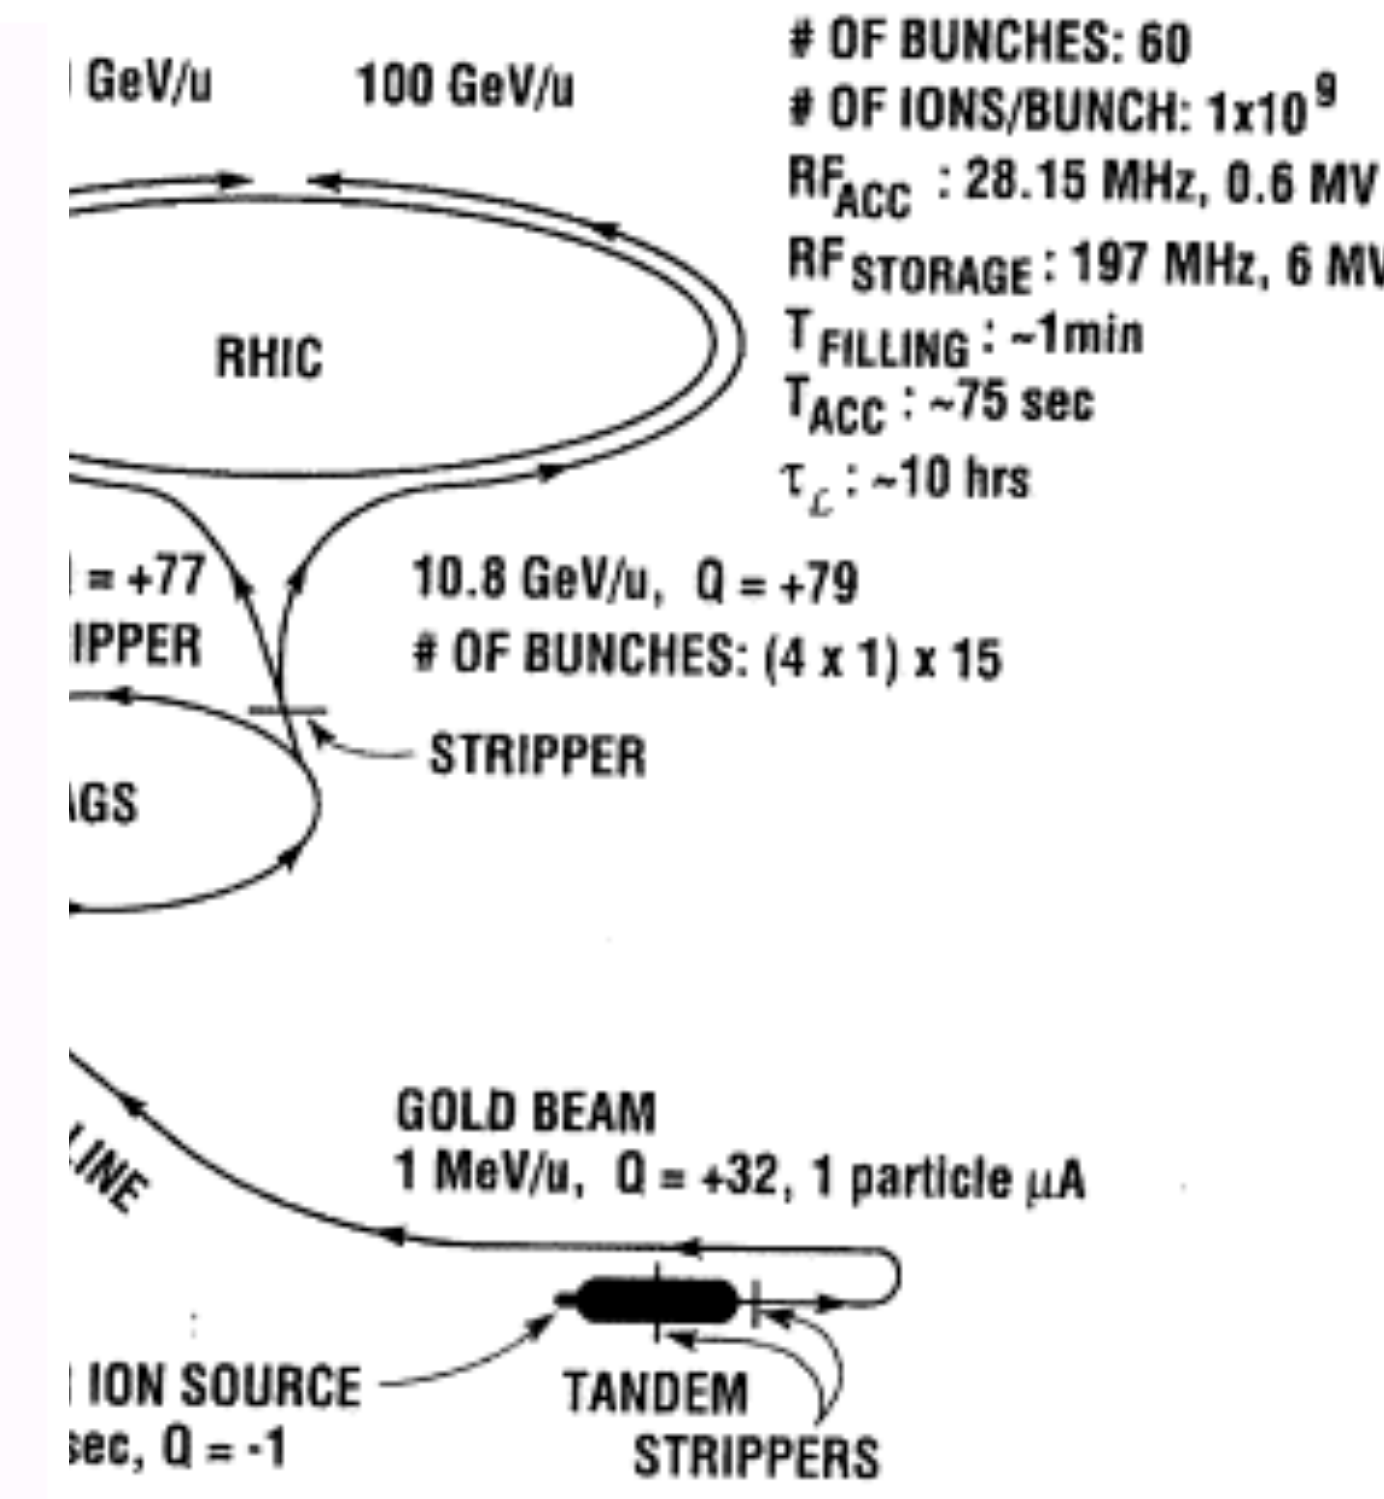 # OF BUNCHES: 60
GeV/u 100 GeV/u
# OF IONS/BUNCH: 1x10⁹
RF_ACC : 28.15 MHz, 0.6 MV
RF_STORAGE : 197 MHz, 6 MV
T_FILLING : ~1min
RHIC
T_ACC : ~75 sec
τ_ℒ : ~10 hrs
= +77
10.8 GeV/u, Q = +79
IPPER
# OF BUNCHES: (4 x 1) x 15
STRIPPER
AGS
GOLD BEAM
1 MeV/u, Q = +32, 1 particle µA
LINE
ION SOURCE
TANDEM
sec, Q = -1
STRIPPERS